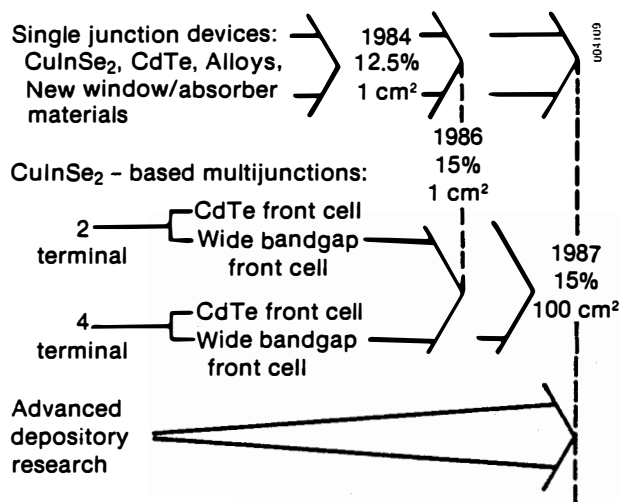 Single junction devices:
CuInSe₂, CdTe, Alloys,
New window/absorber
materials
1984
12.5%
1 cm²
004109
1986
15%
1 cm²
CuInSe₂ – based multijunctions:
2
terminal
CdTe front cell
Wide bandgap
front cell
4
terminal
CdTe front cell
Wide bandgap
front cell
1987
15%
100 cm²
Advanced
depository
research